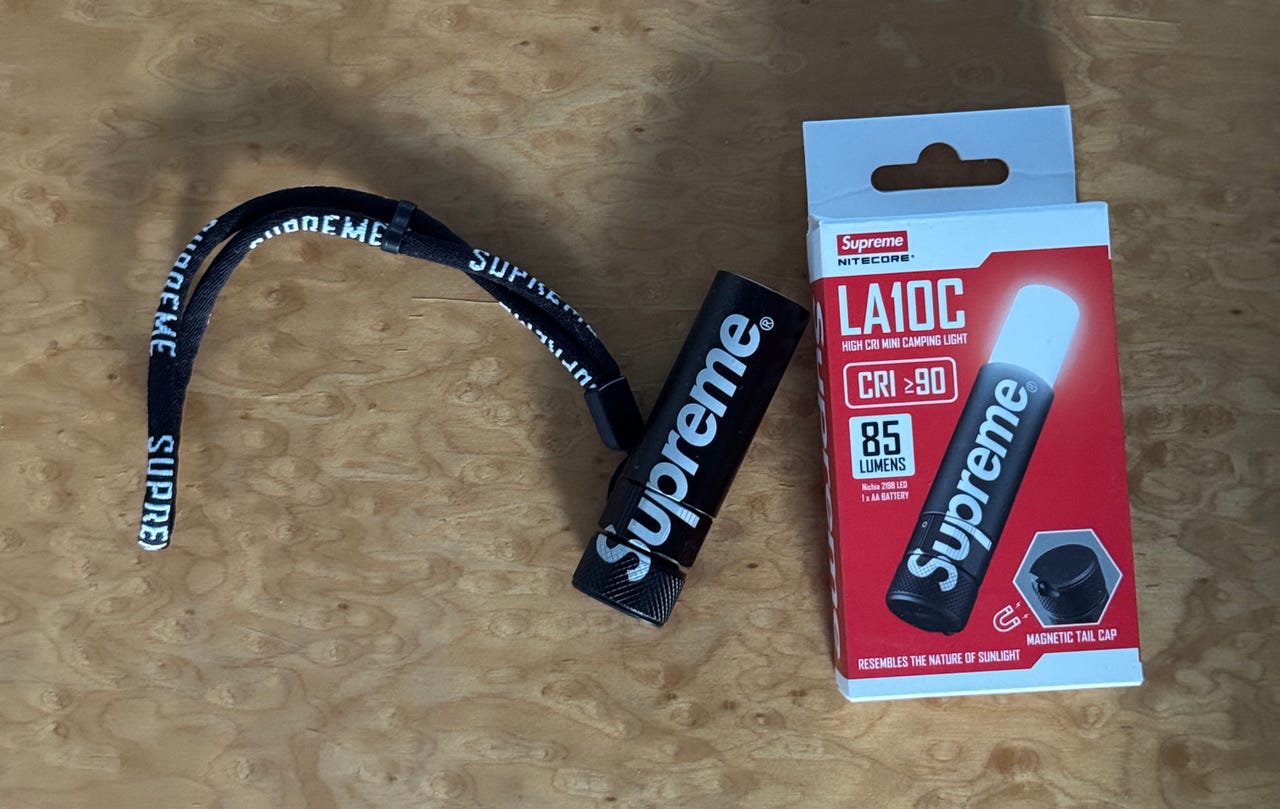 SUPREME
SUPREME
SUPREME
SUPREME
Supreme®
Supreme
NITECORE®
LA10C
HIGH CRI MINI CAMPING LIGHT
CRI ≥90
85
LUMENS
Nichia 219B LED
1 x AA BATTERY
Supreme®
MAGNETIC TAIL CAP
RESEMBLES THE NATURE OF SUNLIGHT